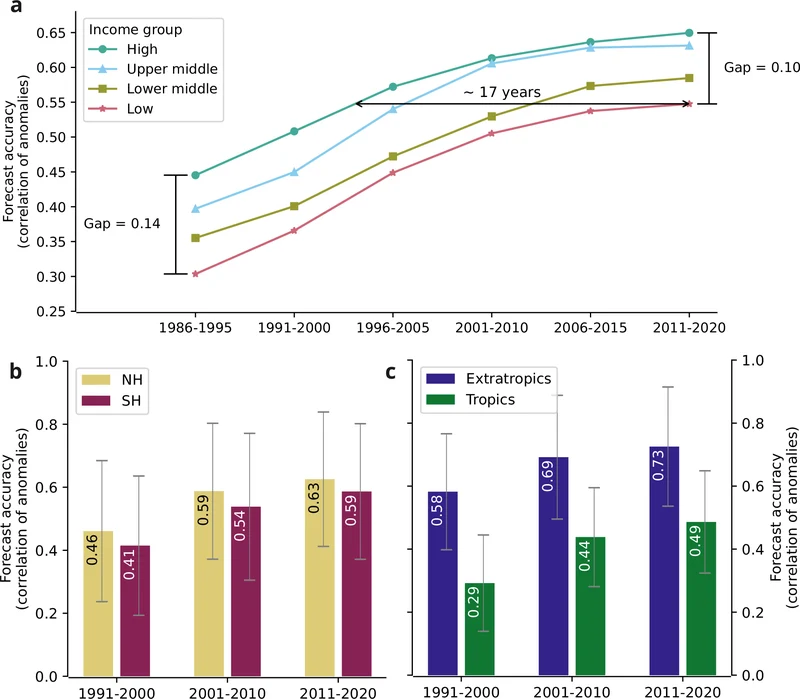 a
Forecast accuracy
(correlation of anomalies)
0.65
0.60
0.55
0.50
0.45
0.40
0.35
0.30
0.25
Income group
High
Upper middle
Lower middle
Low
~ 17 years
Gap = 0.10
Gap = 0.14
1986-1995 1991-2000 1996-2005 2001-2010 2006-2015 2011-2020
b
Forecast accuracy
(correlation of anomalies)
1.0
0.8
0.6
0.4
0.2
0.0
NH
SH
0.46 0.41 0.59 0.54 0.63 0.59
1991-2000 2001-2010 2011-2020
c
Extratropics
Tropics
0.58 0.29 0.69 0.44 0.73 0.49
1991-2000 2001-2010 2011-2020
1.0
0.8
0.6
0.4
0.2
0.0
Forecast accuracy
(correlation of anomalies)